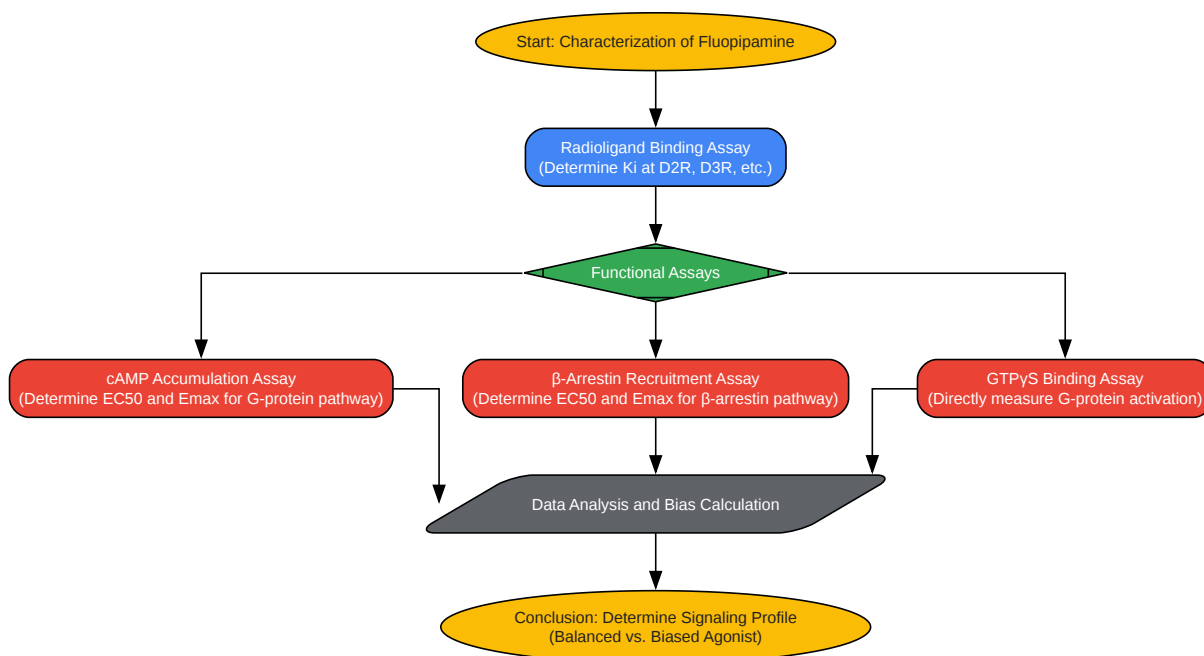 Start: Characterization of Fluopipamine
Radioligand Binding Assay
(Determine Ki at D2R, D3R, etc.)
Functional Assays
cAMP Accumulation Assay
(Determine EC50 and Emax for G-protein pathway)
β-Arrestin Recruitment Assay
(Determine EC50 and Emax for β-arrestin pathway)
GTPγS Binding Assay
(Directly measure G-protein activation)
Data Analysis and Bias Calculation
Conclusion: Determine Signaling Profile
(Balanced vs. Biased Agonist)